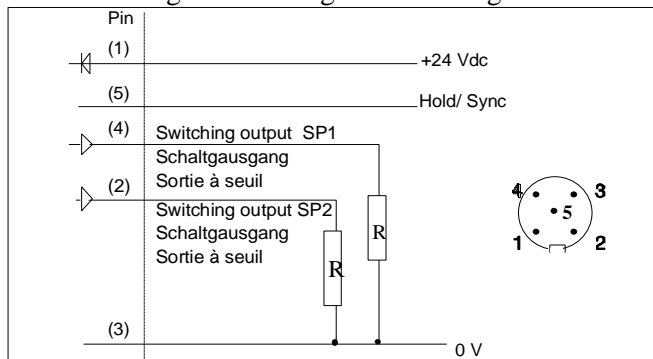 Pin
(1)
+24 Vdc
(5)
Hold/ Sync
(4)
Switching output SP1
Schaltgausgang
Sortie à seuil
(2)
Switching output SP2
Schaltgausgang
Sortie à seuil
R
R
4
3
5
1
2
(3)
0 V